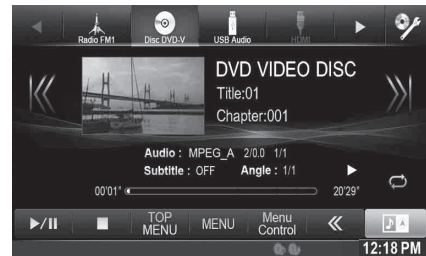 Radio FM1 Disc DVD-V USB Audio HDMI
DVD VIDEO DISC
Title:01
Chapter:001
Audio : MPEG_A 2/0.0 1/1
Subtitle : OFF Angle : 1/1
00'01" 20'29"
TOP MENU MENU Menu Control
12:18 PM